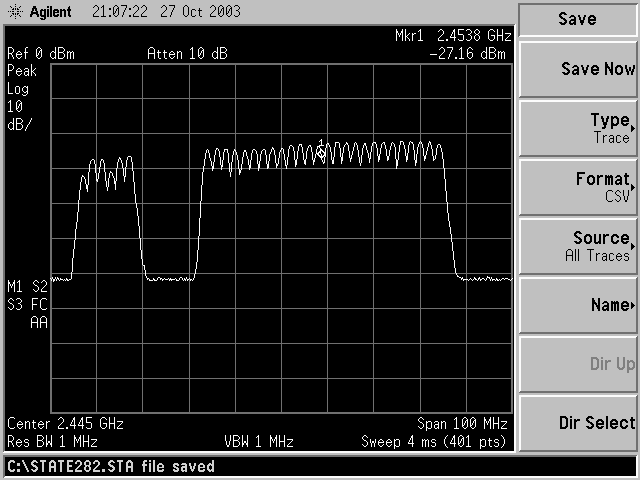 Agilent 21:07:22 27 Oct 2003
Mkr1 2.4538 GHz
Ref 0 dBm Atten 10 dB -27.16 dBm
Peak
Log
10
dB/
1
M1 S2
S3 FC
AA
Center 2.445 GHz Span 100 MHz
Res BW 1 MHz VBW 1 MHz Sweep 4 ms (401 pts)
C:\STATE282.STA file saved
Save
Save Now
Type
Trace
Format
CSV
Source
All Traces
Name
Dir Up
Dir Select